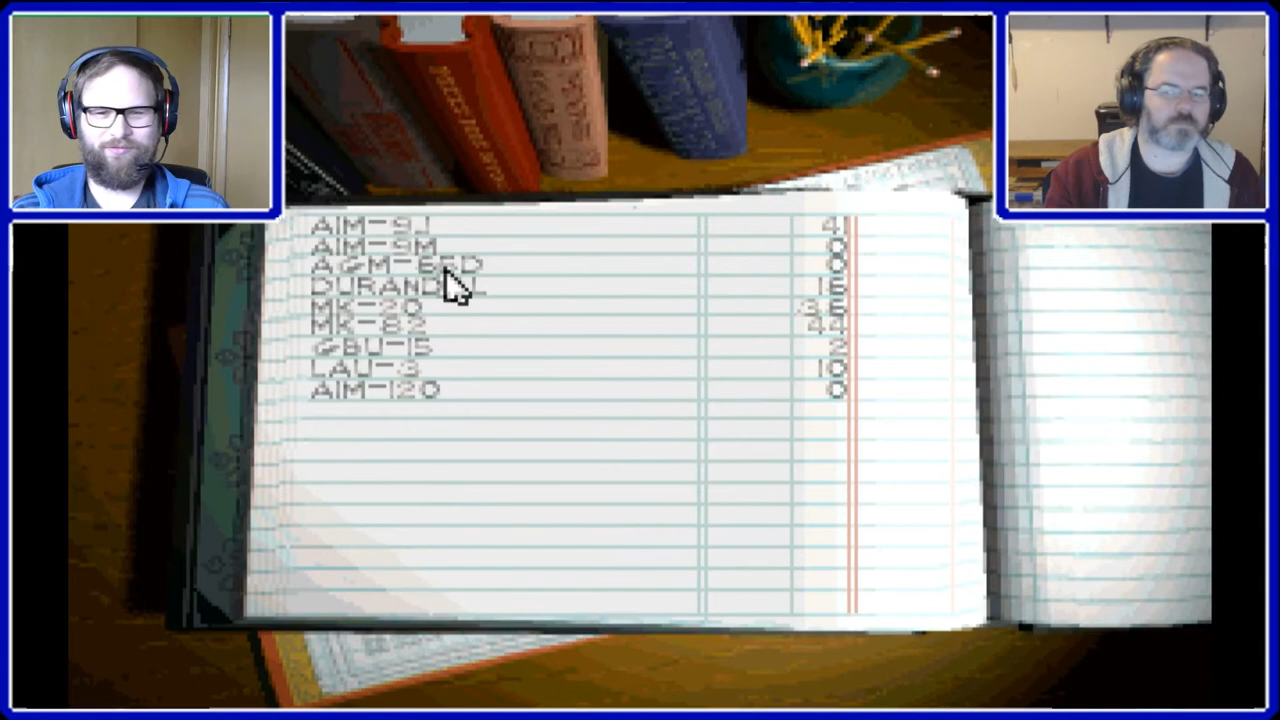 AIM-9J 4
AIM-9M 0
AGM-65D 0
DURANDAL 16
MK-20 36
MK-82 44
GBU-15 2
LAU-3 10
AIM-120 0